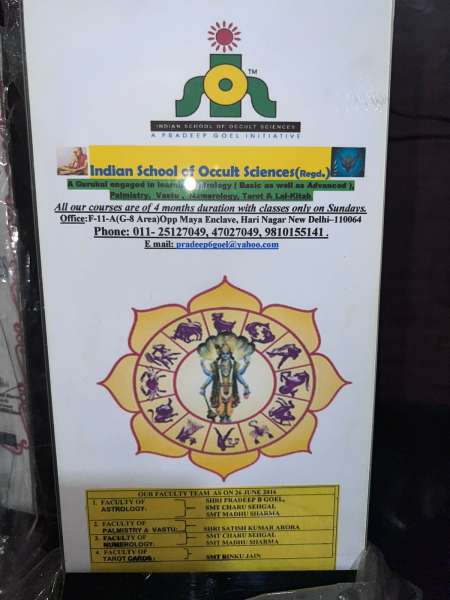 TM
INDIAN SCHOOL OF OCCULT SCIENCES
A PRADEEP GOEL INITIATIVE
Indian School of Occult Sciences(Regd.)
A Gurukul engaged in learning Astrology ( Basic as well as Advanced ),
Palmistry, Vastu , Numerology, Tarot & Lal-Kitab
All our courses are of 4 months duration with classes only on Sundays.
Office:F-11-A(G-8 Area)Opp Maya Enclave, Hari Nagar New Delhi–110064
Phone: 011- 25127049, 47027049, 9810155141 .
E mail: pradeep6goel@yahoo.com
OUR FACULTY TEAM AS ON 26 JUNE 2016
1. FACULTY OF ASTROLOGY: SHRI PRADEEP B GOEL,
SMT CHARU SEHGAL
SMT MADHU SHARMA
2. FACULTY OF PALMISTRY & VASTU: SHRI SATISH KUMAR ARORA
3. FACULTY OF NUMEROLOGY: SMT CHARU SEHGAL
SMT MADHU SHARMA
4. FACULTY OF TAROT CARDS: SMT RINKU JAIN